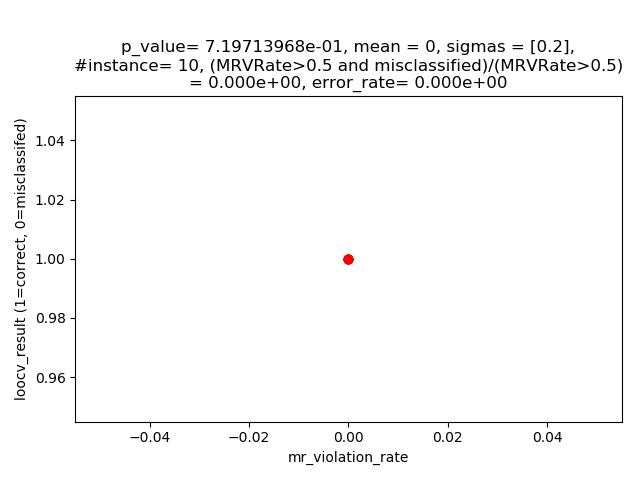 p_value= 7.19713968e-01, mean = 0, sigmas = [0.2],
#instance= 10, (MRVRate>0.5 and misclassified)/(MRVRate>0.5)
= 0.000e+00, error_rate= 0.000e+00
loocv_result (1=correct, 0=misclassifed)
1.04
1.02
1.00
0.98
0.96
−0.04
−0.02
0.00
0.02
0.04
mr_violation_rate